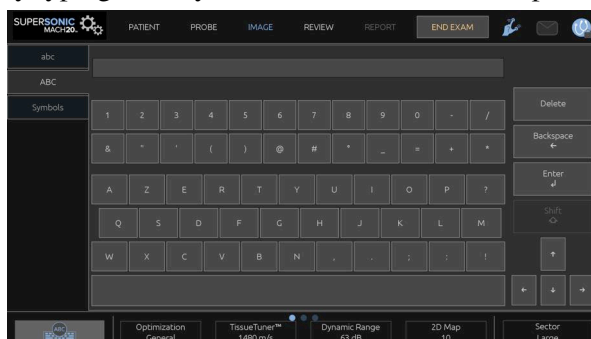 SUPERSONIC
MACH20
PATIENT PROBE IMAGE REVIEW REPORT END EXAM
abc
ABC
Symbols
1 2 3 4 5 6 7 8 9 0 - /
Delete
& " ' ( ) @ # _ = + *
Backspace
←
A Z E R T Y U I O P ?
Enter
↲
Q S D F G H J K L M
Shift
W X C V B N , . ; : !
↑
← ↓ →
ABC
Optimization TissueTuner™ Dynamic Range 2D Map Sector
General 1480 m/s 63 dB 10 Large